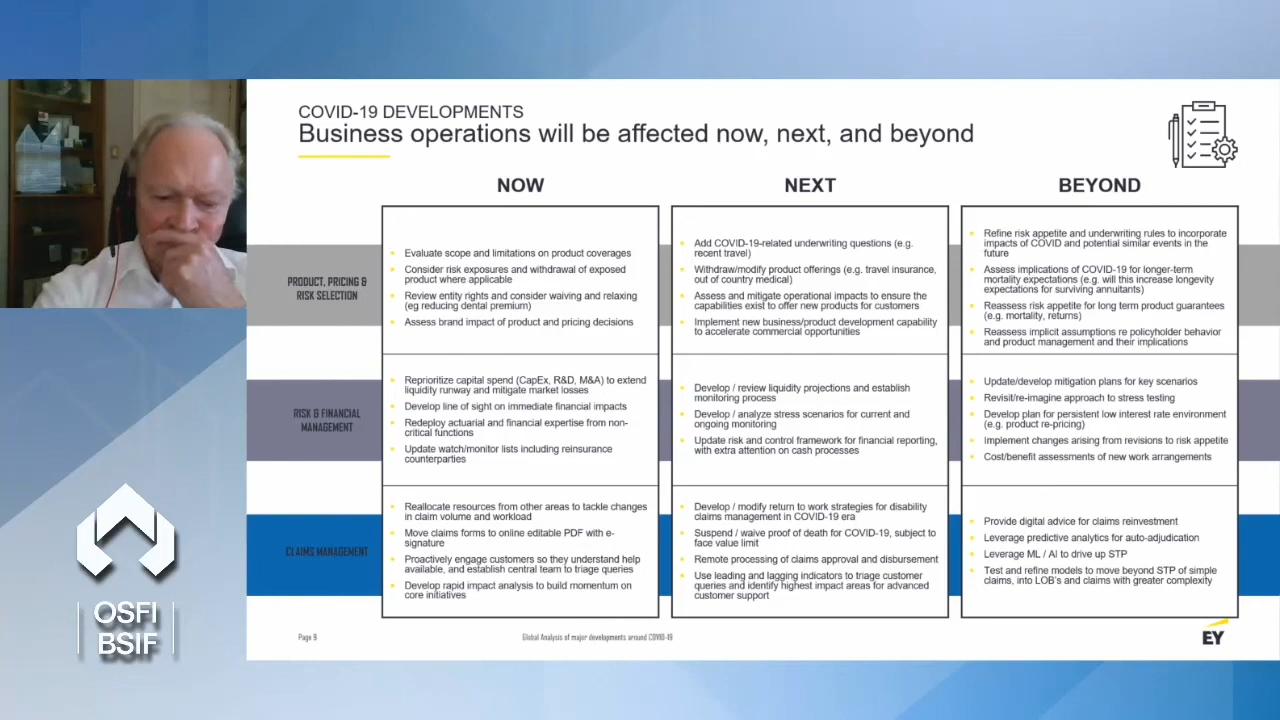 COVID-19 DEVELOPMENTS
Business operations will be affected now, next, and beyond
NOW
NEXT
BEYOND
PRODUCT, PRICING &
RISK SELECTION
Evaluate scope and limitations on product coverages
Consider risk exposures and withdrawal of exposed
product where applicable
Review entity rights and consider waiving and relaxing
(eg reducing dental premium)
Assess brand impact of product and pricing decisions
Add COVID-19-related underwriting questions (e.g.
recent travel)
Withdraw/modify product offerings (e.g. travel insurance,
out country medical)
Assess and mitigate operational impacts to ensure the
capabilities exist to offer new products for customers
Implement new business/product development capability
to accelerate commercial opportunities
Refine risk appetite and underwriting rules to incorporate
impacts of COVID and potential similar events in the
future
Assess implications of COVID-19 for longer-term
mortality expectations (e.g. will this increase longevity
expectations for surviving annuitants)
Reassess risk appetite for long term product guarantees
(e.g. mortality, returns)
Reassess implicit assumptions re policyholder behavior
and product management and their implications
RISK & FINANCIAL
MANAGEMENT
Reprioritize capital spend (CapEx, R&D, M&A) to extend
liquidity runway and mitigate market losses
Develop line of sight on immediate financial impacts
Redeploy actuarial and financial expertise from non-
critical functions
Update watch/monitor lists including reinsurance
counterparties
Develop / review liquidity projections and establish
monitoring process
Develop / analyze stress scenarios for current and
ongoing monitoring
Update risk and control framework for financial reporting,
with extra attention on cash processes
Update/develop mitigation plans for key scenarios
Revisit/re-imagine approach to stress testing
Develop plan for persistent low interest rate environment
(e.g. product re-pricing)
Implement changes arising from revisions to risk appetite
Cost/benefit assessments of new work arrangements
CLAIMS MANAGEMENT
Reallocate resources from other areas to tackle changes
in claim volume and workload
Move claims forms to online editable PDF with e-
signature
Proactively engage customers so they understand help
available, and establish central team to triage queries
Develop rapid impact analysis to build momentum on
core initiatives
Develop / modify return to work strategies for disability
claims management in COVID-19 era
Suspend / waive proof of death for COVID-19, subject to
face value limit
Remote processing of claims approval and disbursement
Use leading and lagging indicators to triage customer
queries and identify highest impact areas for advanced
customer support
Provide digital advice for claims reinvestment
Leverage predictive analytics for auto-adjudication
Leverage ML / AI to drive up STP
Test and refine models to move beyond STP of simple
claims, into LOB's and claims with greater complexity
OSFI
BSIF
Page 9
Global Analysis of major developments around COVID-19
EY